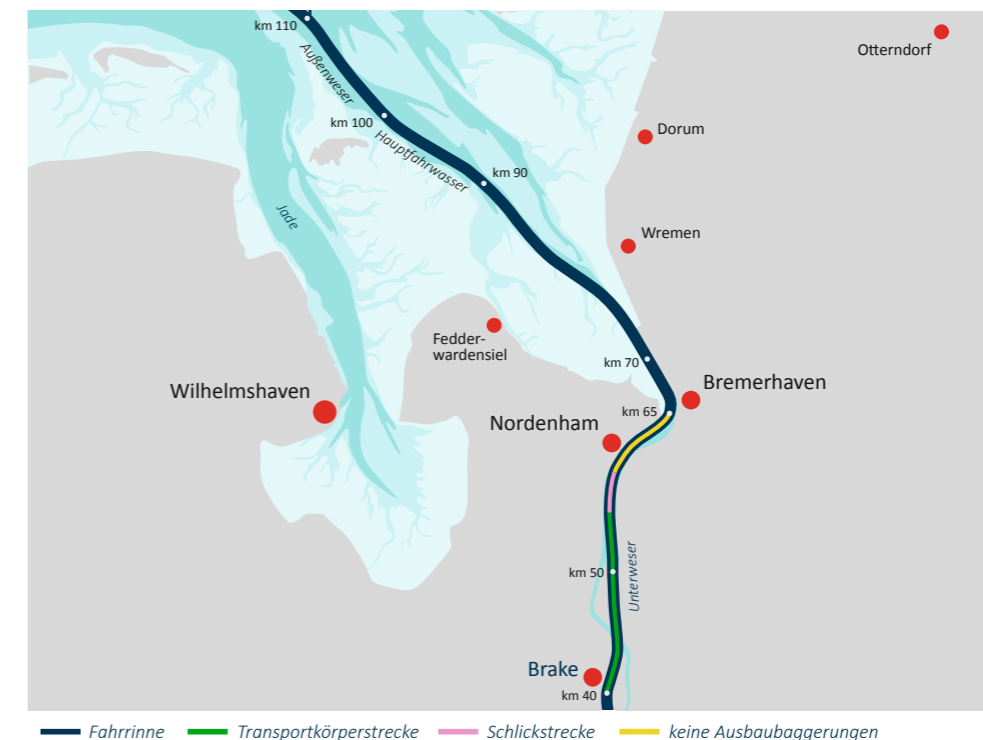 km 110
Otterndorf
Außenweser
km 100
Dorum
Hauptfahrwasser
km 90
Jade
Wremen
Fedder-
wardensiel
km 70
Wilhelmshaven
Bremerhaven
km 65
Nordenham
km 50
Unterweser
Brake
km 40
Fahrrinne Transportkörperstrecke Schlickstrecke keine Ausbaubaggerungen